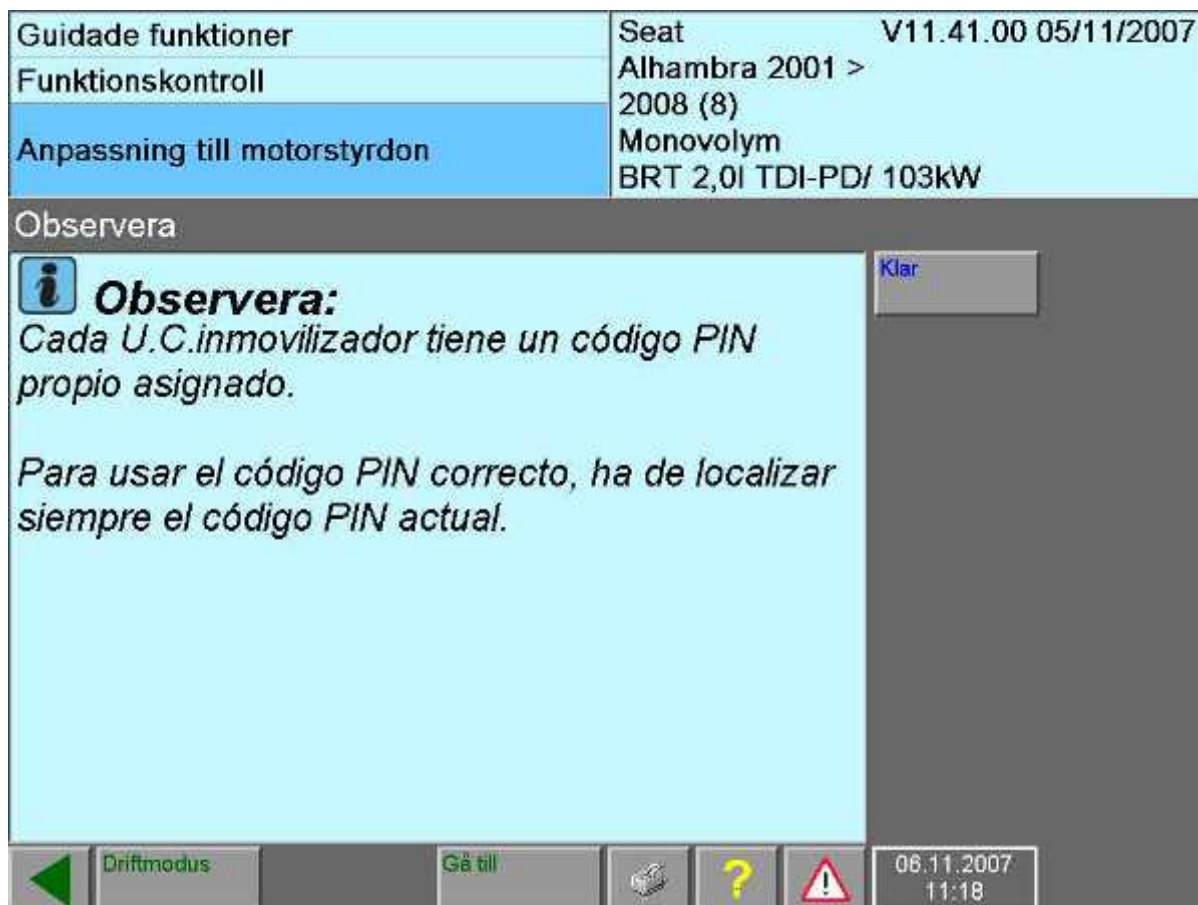 Guidade funktioner
Funktionskontroll
Anpassning till motorstyrdon
Seat V11.41.00 05/11/2007
Alhambra 2001 >
2008 (8)
Monovolym
BRT 2,0l TDI-PD/ 103kW
Observera
Observera:
Cada U.C.inmovilizador tiene un código PIN
propio asignado.
Para usar el código PIN correcto, ha de localizar
siempre el código PIN actual.
Klar
Driftmodus
Gå till
?
06.11.2007
11:18